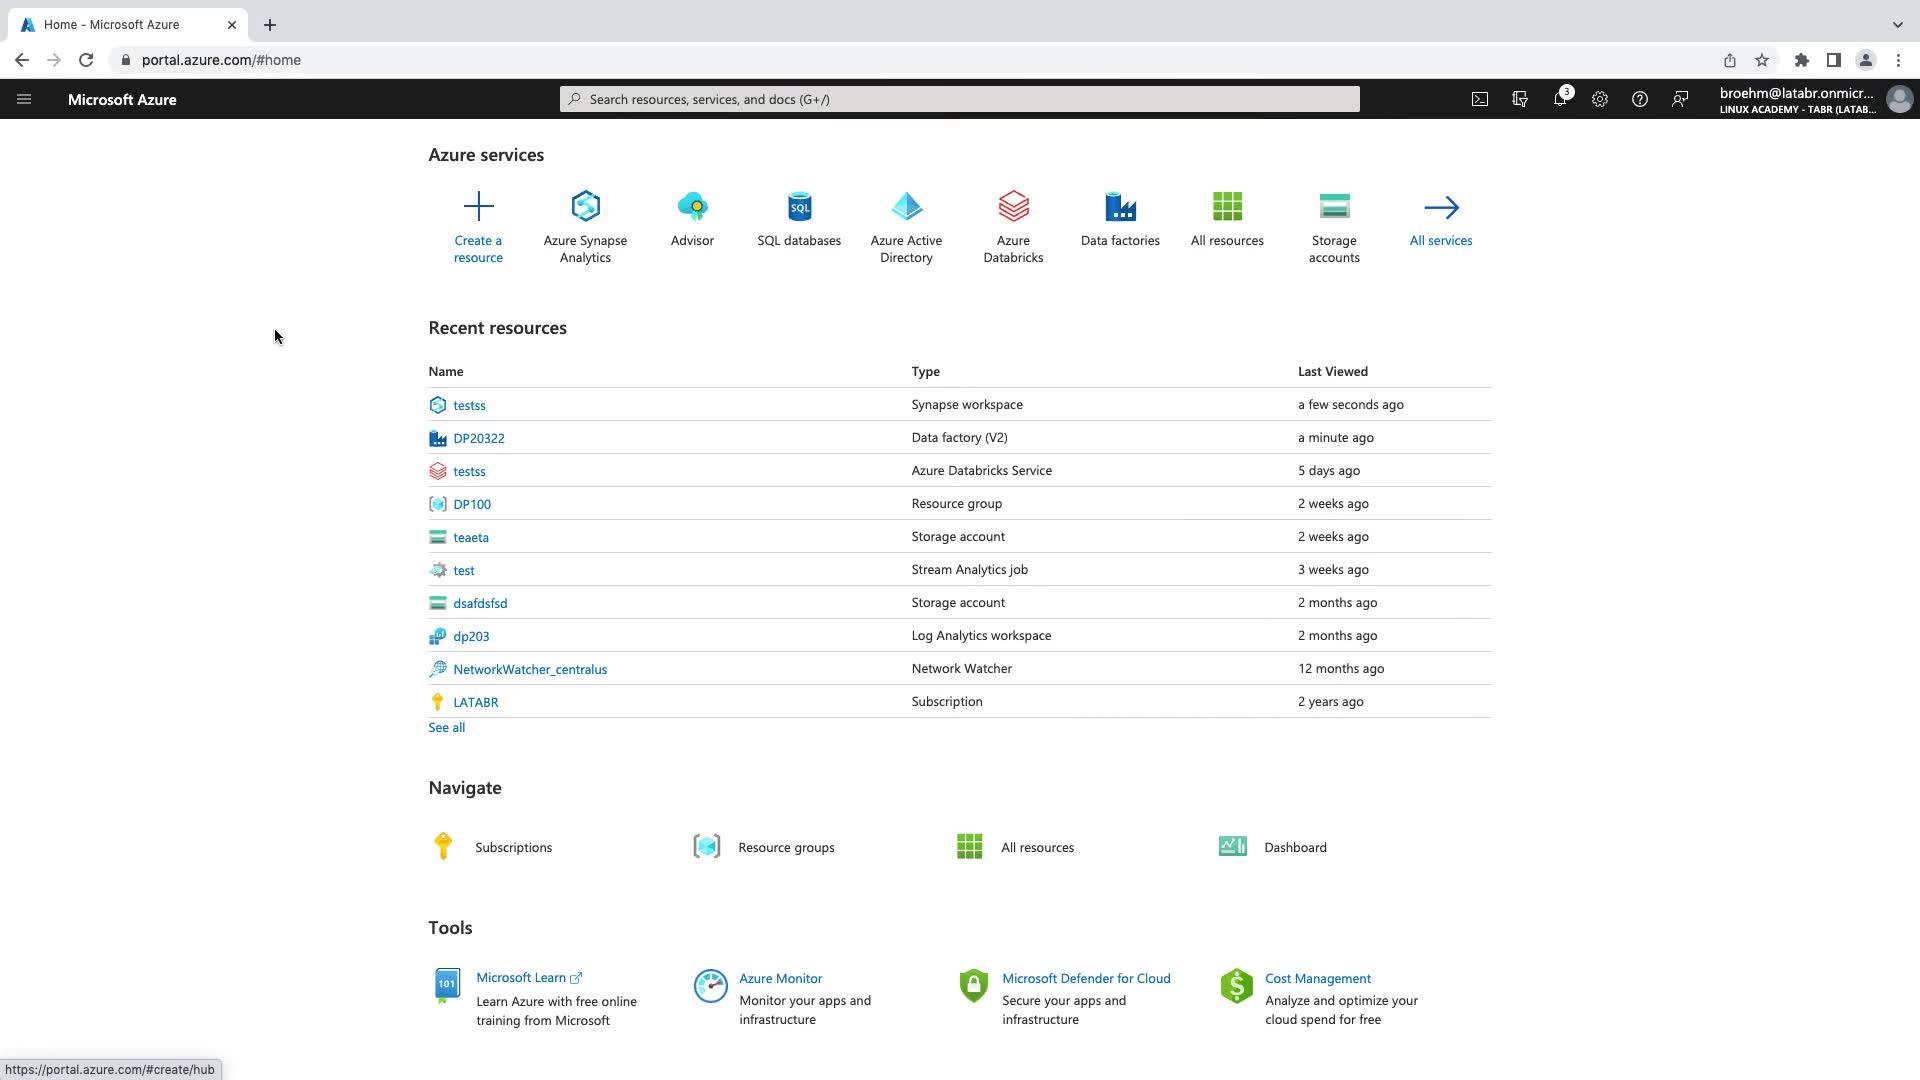 Home - Microsoft Azure
portal.azure.com/#home
Microsoft Azure
Search resources, services, and docs (G+/)
3
broehm@latabr.onmicr...
LINUX ACADEMY - TABR (LATAB...
Azure services
Create a resource
Azure Synapse Analytics
Advisor
SQL
SQL databases
Azure Active Directory
Azure Databricks
Data factories
All resources
Storage accounts
All services
Recent resources
Name Type Last Viewed
testss Synapse workspace a few seconds ago
DP20322 Data factory (V2) a minute ago
testss Azure Databricks Service 5 days ago
DP100 Resource group 2 weeks ago
teaeta Storage account 2 weeks ago
test Stream Analytics job 3 weeks ago
dsafdsfsd Storage account 2 months ago
dp203 Log Analytics workspace 2 months ago
NetworkWatcher_centralus Network Watcher 12 months ago
LATABR Subscription 2 years ago
See all
Navigate
Subscriptions Resource groups All resources Dashboard
Tools
101
Microsoft Learn
Learn Azure with free online
training from Microsoft
Azure Monitor
Monitor your apps and
infrastructure
Microsoft Defender for Cloud
Secure your apps and
infrastructure
$
Cost Management
Analyze and optimize your
cloud spend for free
https://portal.azure.com/#create/hub